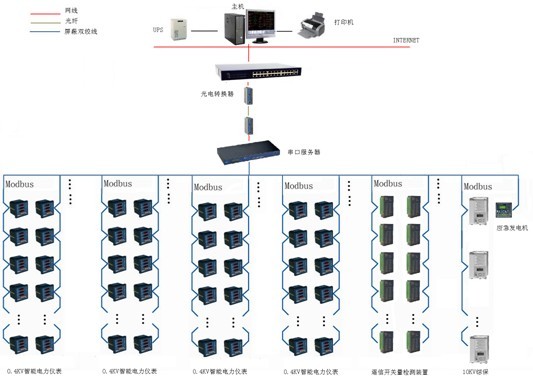 网线
光纤
屏蔽双绞线
主机
UPS
打印机
INTERNET
光电转换器
串口服务器
Modbus
Modbus
Modbus
Modbus
Modbus
Modbus
应急发电机
0.4KV智能电力仪表
0.4KV智能电力仪表
0.4KV智能电力仪表
0.4KV智能电力仪表
遥信开关量检测装置
10KV综保